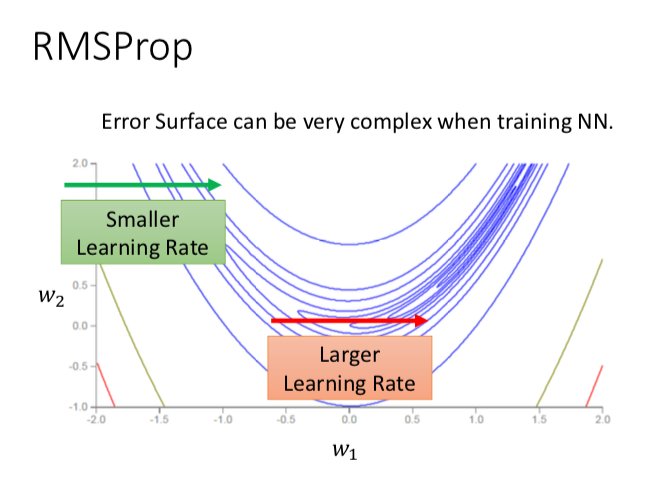 RMSProp
Error Surface can be very complex when training NN.
2.0
Smaller
Learning Rate
0.5
w₂
0.0
Larger
Learning Rate
-0.5
-1.0
-2.0 -1.5 -1.0 -0.5 0.0 0.5 1.0 1.5 2.0
w₁